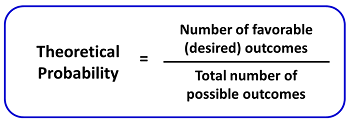 Theoretical
Probability
=
Number of favorable
(desired) outcomes
Total number of
possible outcomes